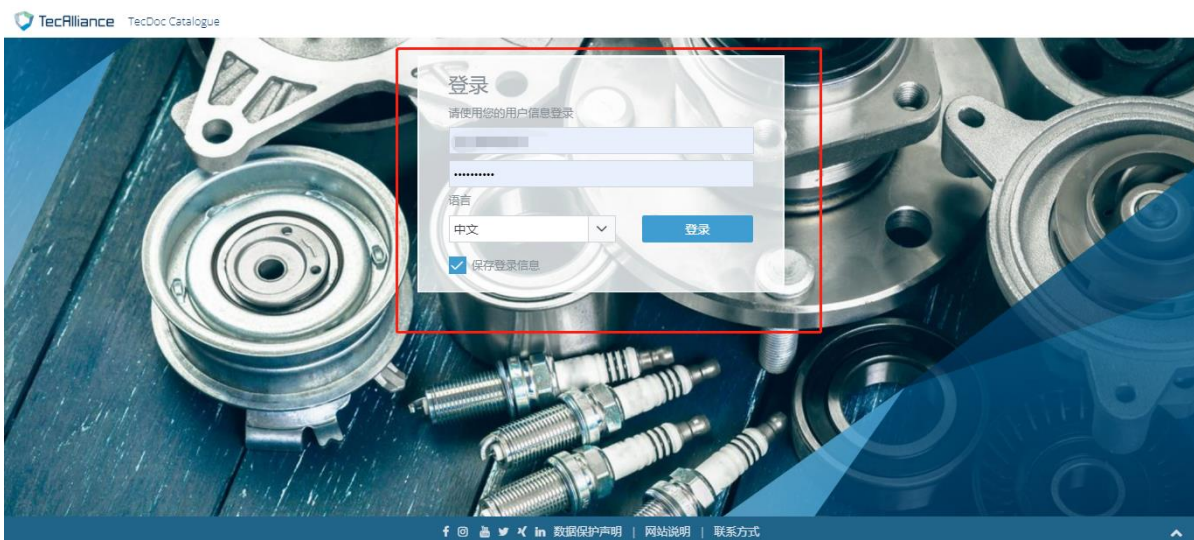 TecAlliance TecDoc Catalogue
登录
请使用您的用户信息登录
••••••••••
语言
中文
登录
保存登录信息
f in 数据保护声明 | 网站说明 | 联系方式